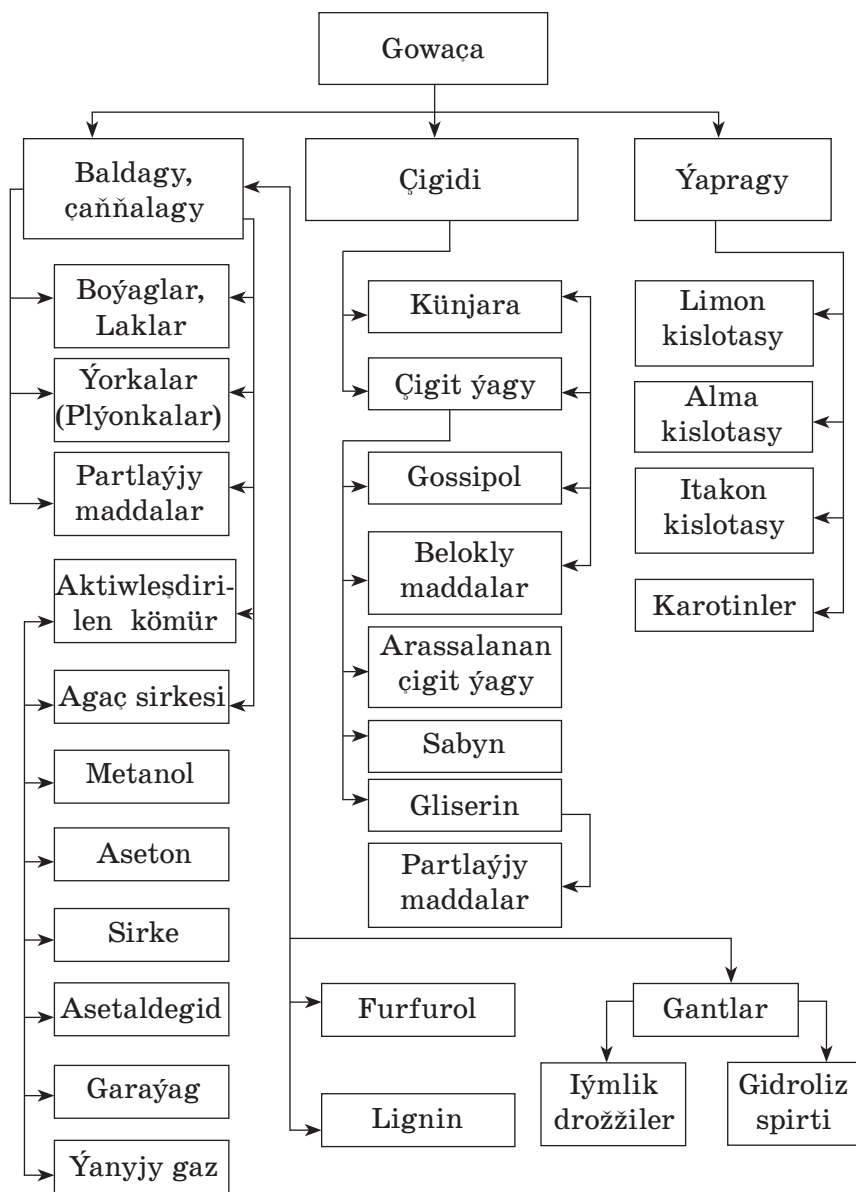 Gowaça
Baldagy,
çaňňalagy
Çigidi
Ýapragy
Boýaglar,
Laklar
Ýorkalar
(Plýonkalar)
Partlaýjy
maddalar
Aktiwleşdiri-
len kömür
Agaç sirkesi
Metanol
Aseton
Sirke
Asetaldegid
Garaýag
Ýanyjy gaz
Künjara
Çigit ýagy
Gossipol
Belokly
maddalar
Arassalanan
çigit ýagy
Sabyn
Gliserin
Partlaýjy
maddalar
Limon
kislotasy
Alma
kislotasy
Itakon
kislotasy
Karotinler
Furfurol
Lignin
Gantlar
Iýmlik
drožžiler
Gidroliz
spirti